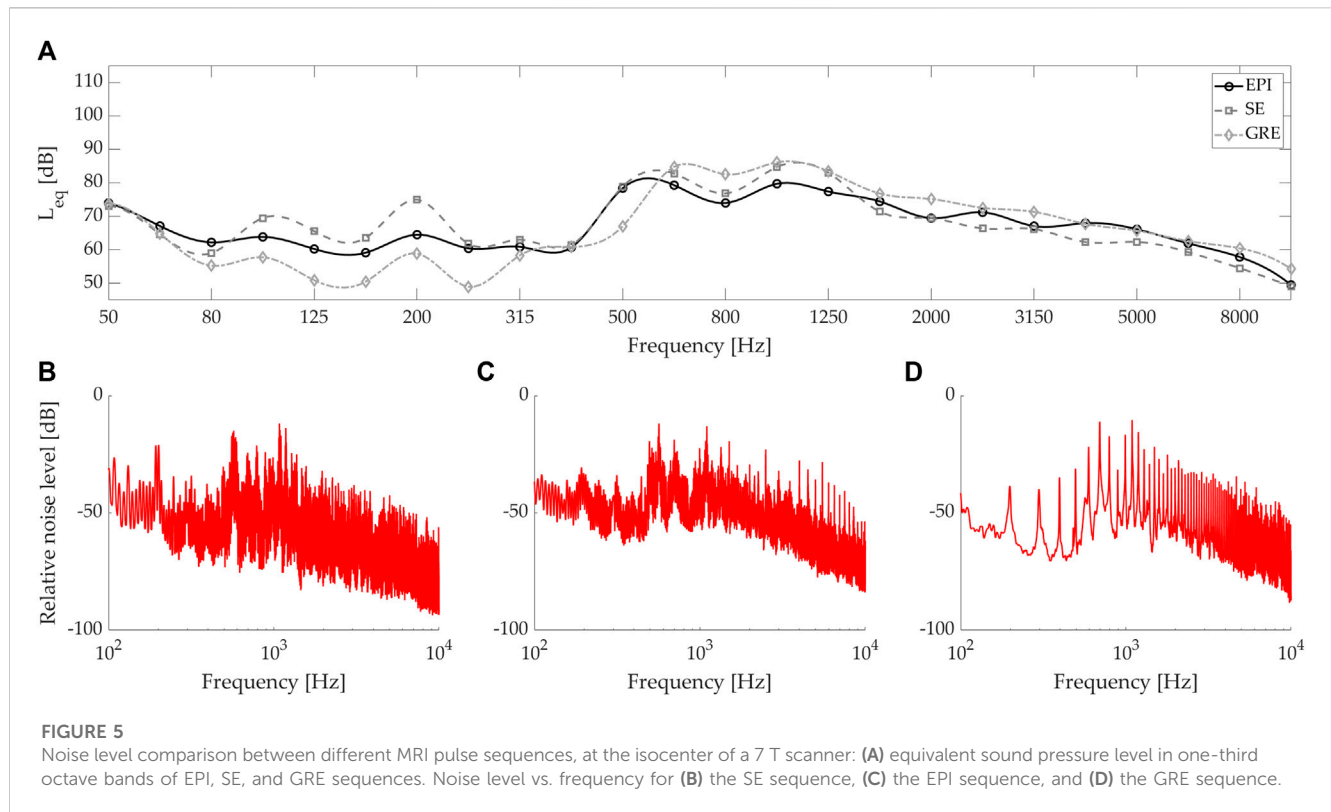 A
110
100
90
80
70
60
50
L_eq [dB]
EPI
SE
GRE
50 80 125 200 315 500 800 1250 2000 3150 5000 8000
Frequency [Hz]
B
0
-50
-100
Relative noise level [dB]
10^2 10^3 10^4
Frequency [Hz]
C
0
-50
-100
10^2 10^3 10^4
Frequency [Hz]
D
0
-50
-100
10^2 10^3 10^4
Frequency [Hz]
FIGURE 5
Noise level comparison between different MRI pulse sequences, at the isocenter of a 7 T scanner: (A) equivalent sound pressure level in one-third
octave bands of EPI, SE, and GRE sequences. Noise level vs. frequency for (B) the SE sequence, (C) the EPI sequence, and (D) the GRE sequence.